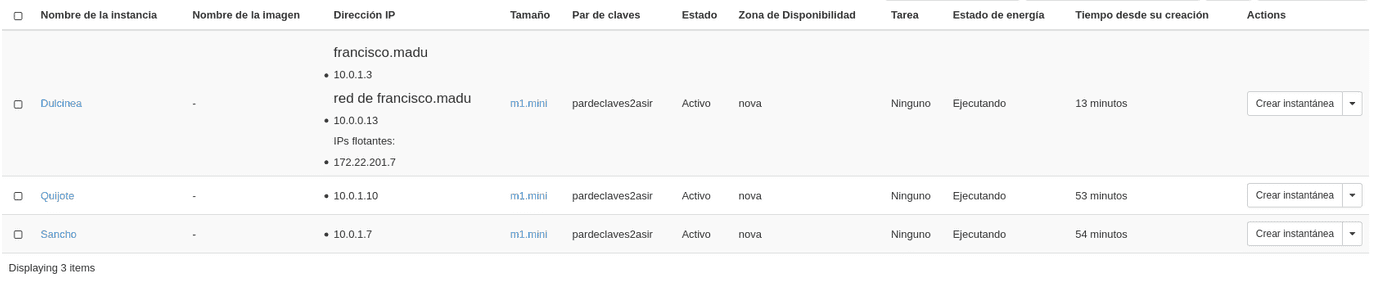 Nombre de la instancia Nombre de la imagen Dirección IP Tamaño Par de claves Estado Zona de Disponibilidad Tarea Estado de energía Tiempo desde su creación Actions
francisco.madu
• 10.0.1.3
red de francisco.madu
Dulcinea - m1.mini pardeclaves2asir Activo nova Ninguno Ejecutando 13 minutos Crear instantánea
• 10.0.0.13
IPs flotantes:
• 172.22.201.7
Quijote - • 10.0.1.10 m1.mini pardeclaves2asir Activo nova Ninguno Ejecutando 53 minutos Crear instantánea
Sancho - • 10.0.1.7 m1.mini pardeclaves2asir Activo nova Ninguno Ejecutando 54 minutos Crear instantánea
Displaying 3 items